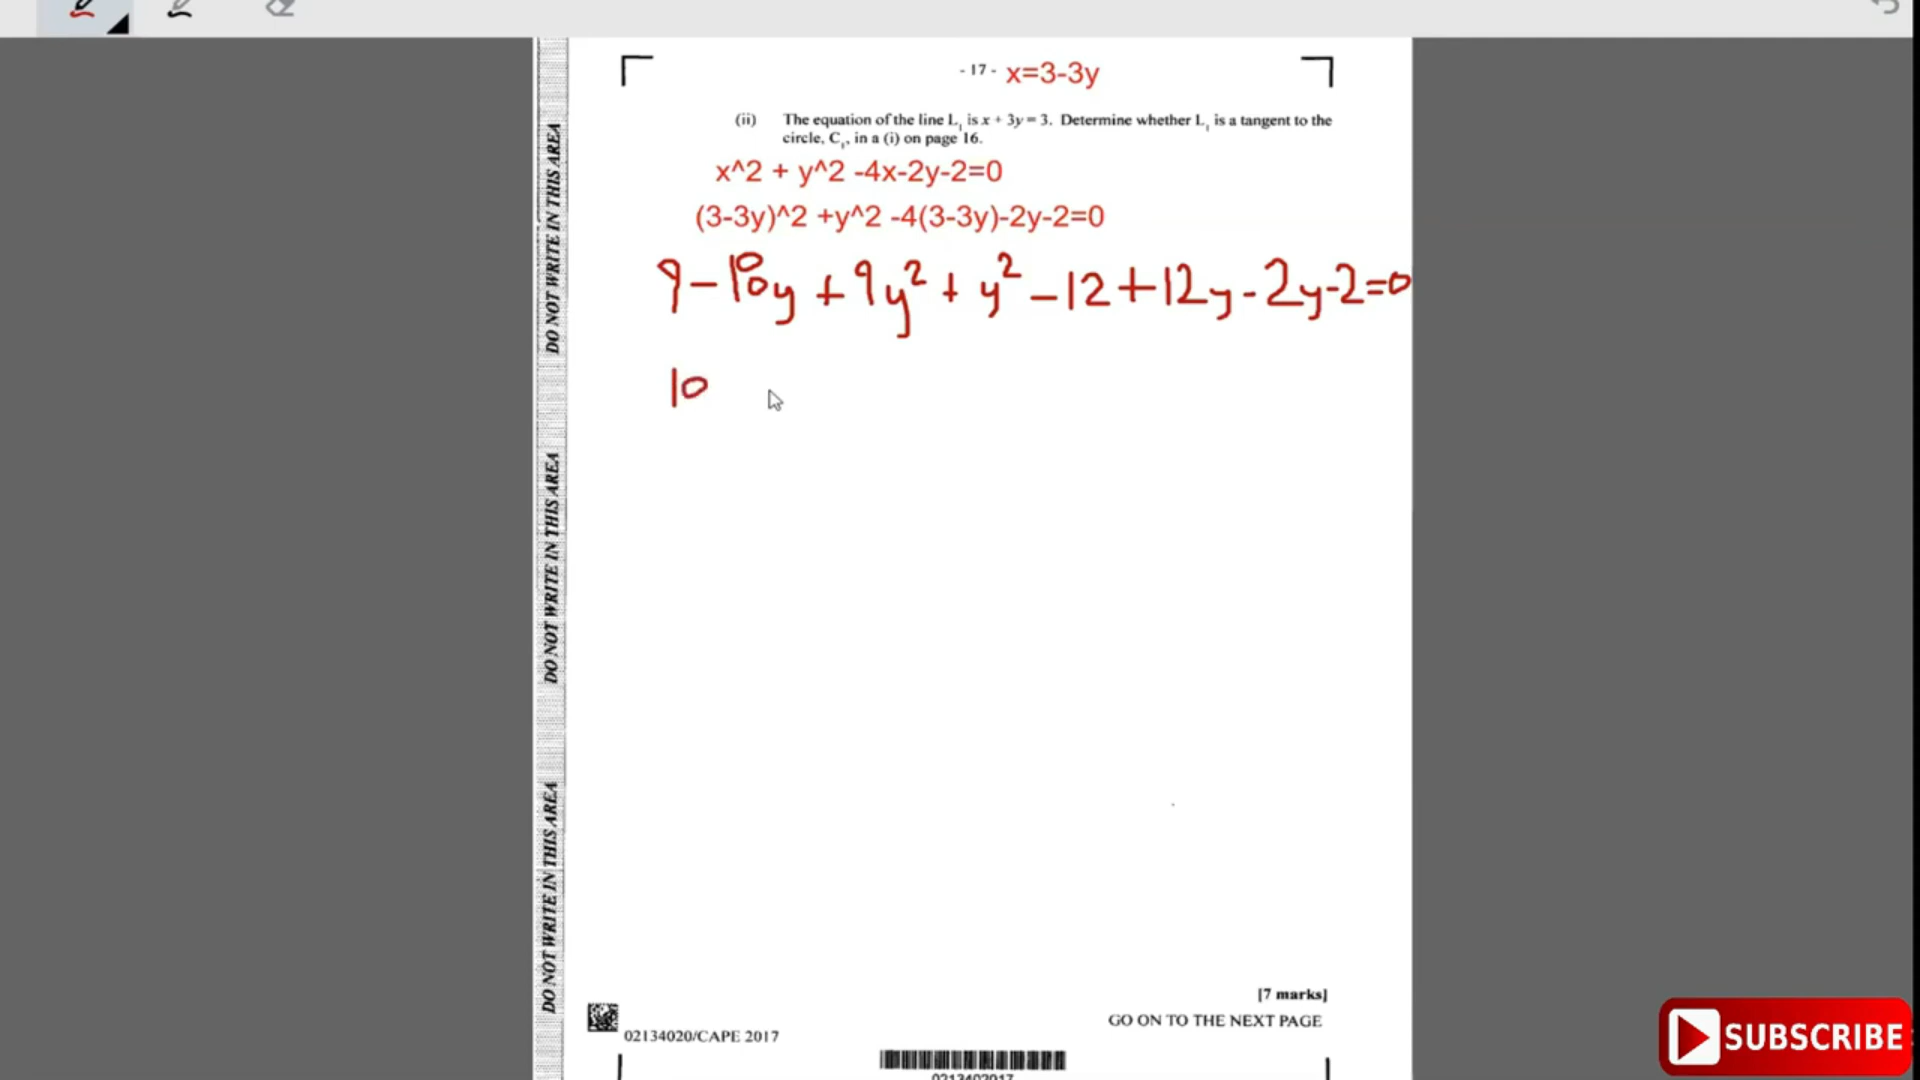 - 17 - x=3-3y
(ii) The equation of the line L₁ is x + 3y = 3. Determine whether L₁ is a tangent to the
circle, C₁, in a (i) on page 16.
x^2 + y^2 -4x-2y-2=0
(3-3y)^2 +y^2 -4(3-3y)-2y-2=0
9 - 18y + 9y² + y² - 12 + 12y - 2y - 2 = 0
10
DO NOT WRITE IN THIS AREA
DO NOT WRITE IN THIS AREA
DO NOT WRITE IN THIS AREA
[7 marks]
GO ON TO THE NEXT PAGE
02134020/CAPE 2017
SUBSCRIBE